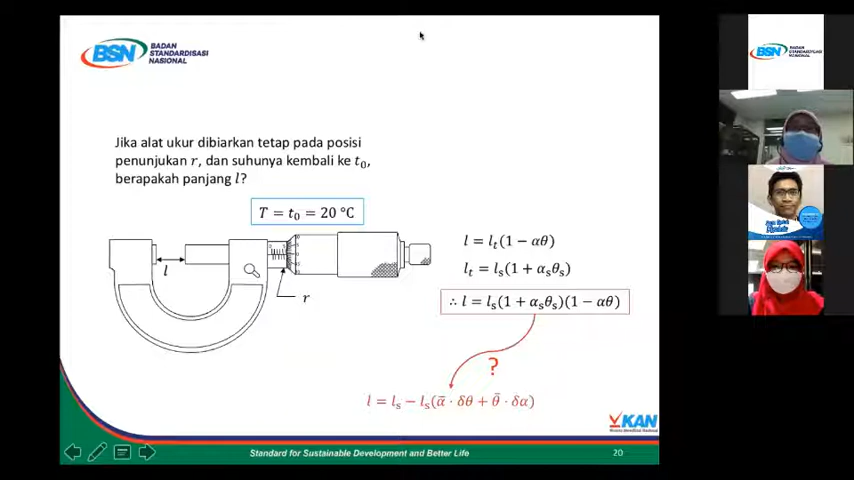 BSN
BADAN
STANDARDISASI
NASIONAL
Jika alat ukur dibiarkan tetap pada posisi
penunjukan r, dan suhunya kembali ke t₀,
berapakah panjang l?
T = t₀ = 20 °C
l
r
l = lₜ(1 − αθ)
lₜ = lₛ(1 + αₛθₛ)
∴ l = lₛ(1 + αₛθₛ)(1 − αθ)
?
l = lₛ − lₛ(ᾱ · δθ + θ̄ · δα)
KAN
Standard for Sustainable Development and Better Life
20
BSN
BADAN
STANDARDISASI
NASIONAL